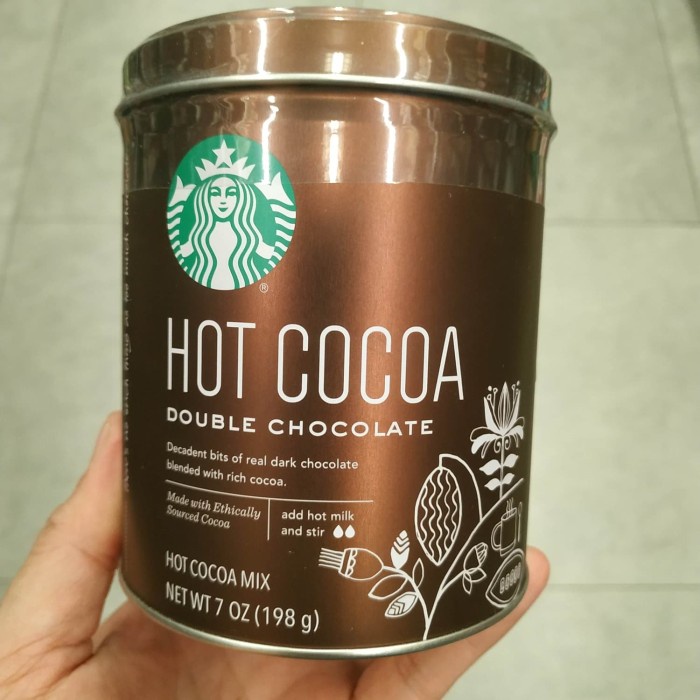 HOT COCOA
DOUBLE CHOCOLATE
Decadent bits of real dark chocolate
blended with rich cocoa.
Made with Ethically
Sourced Cocoa
add hot milk
and stir
HOT COCOA MIX
NET WT 7 OZ (198 g)
®